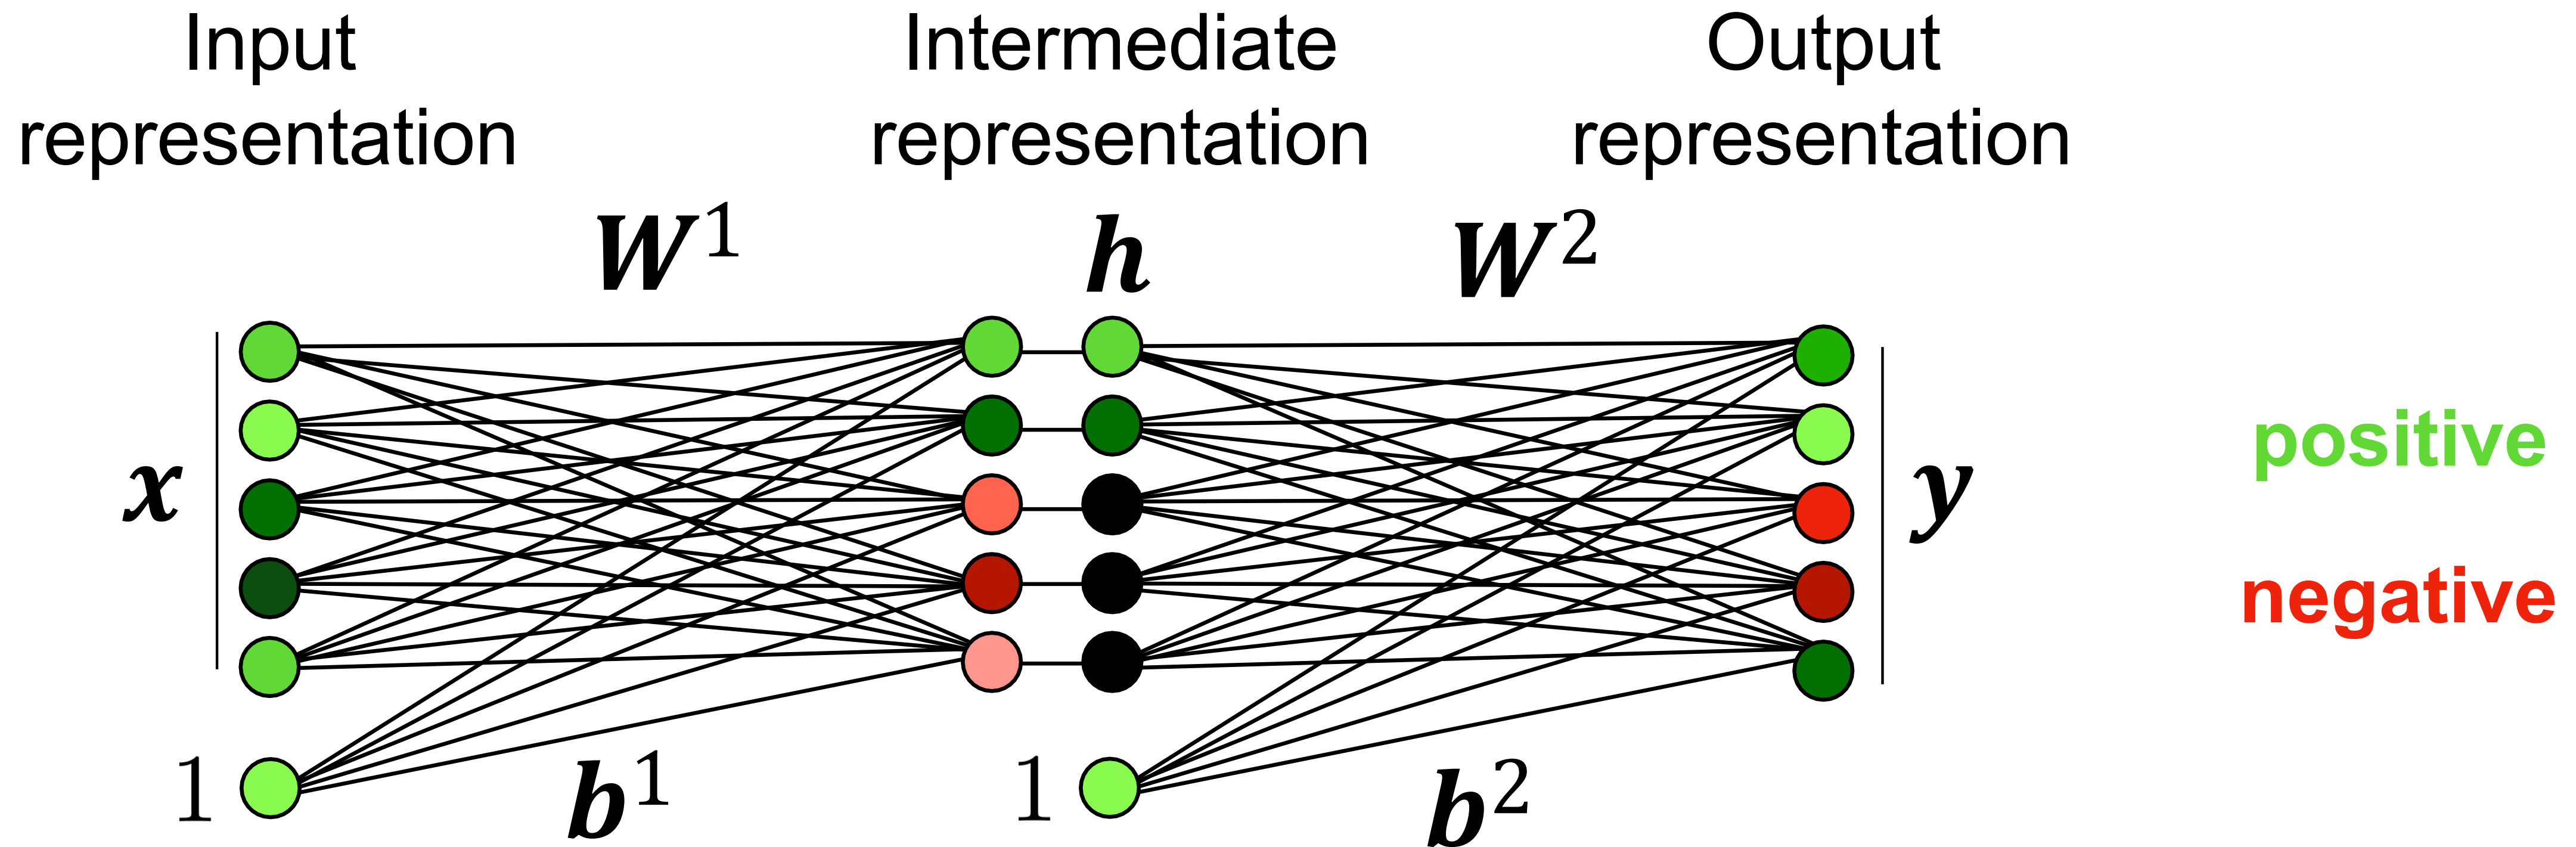 Input
representation
Intermediate
representation
Output
representation
W¹
h
W²
x
y
positive
negative
1
b¹
1
b²